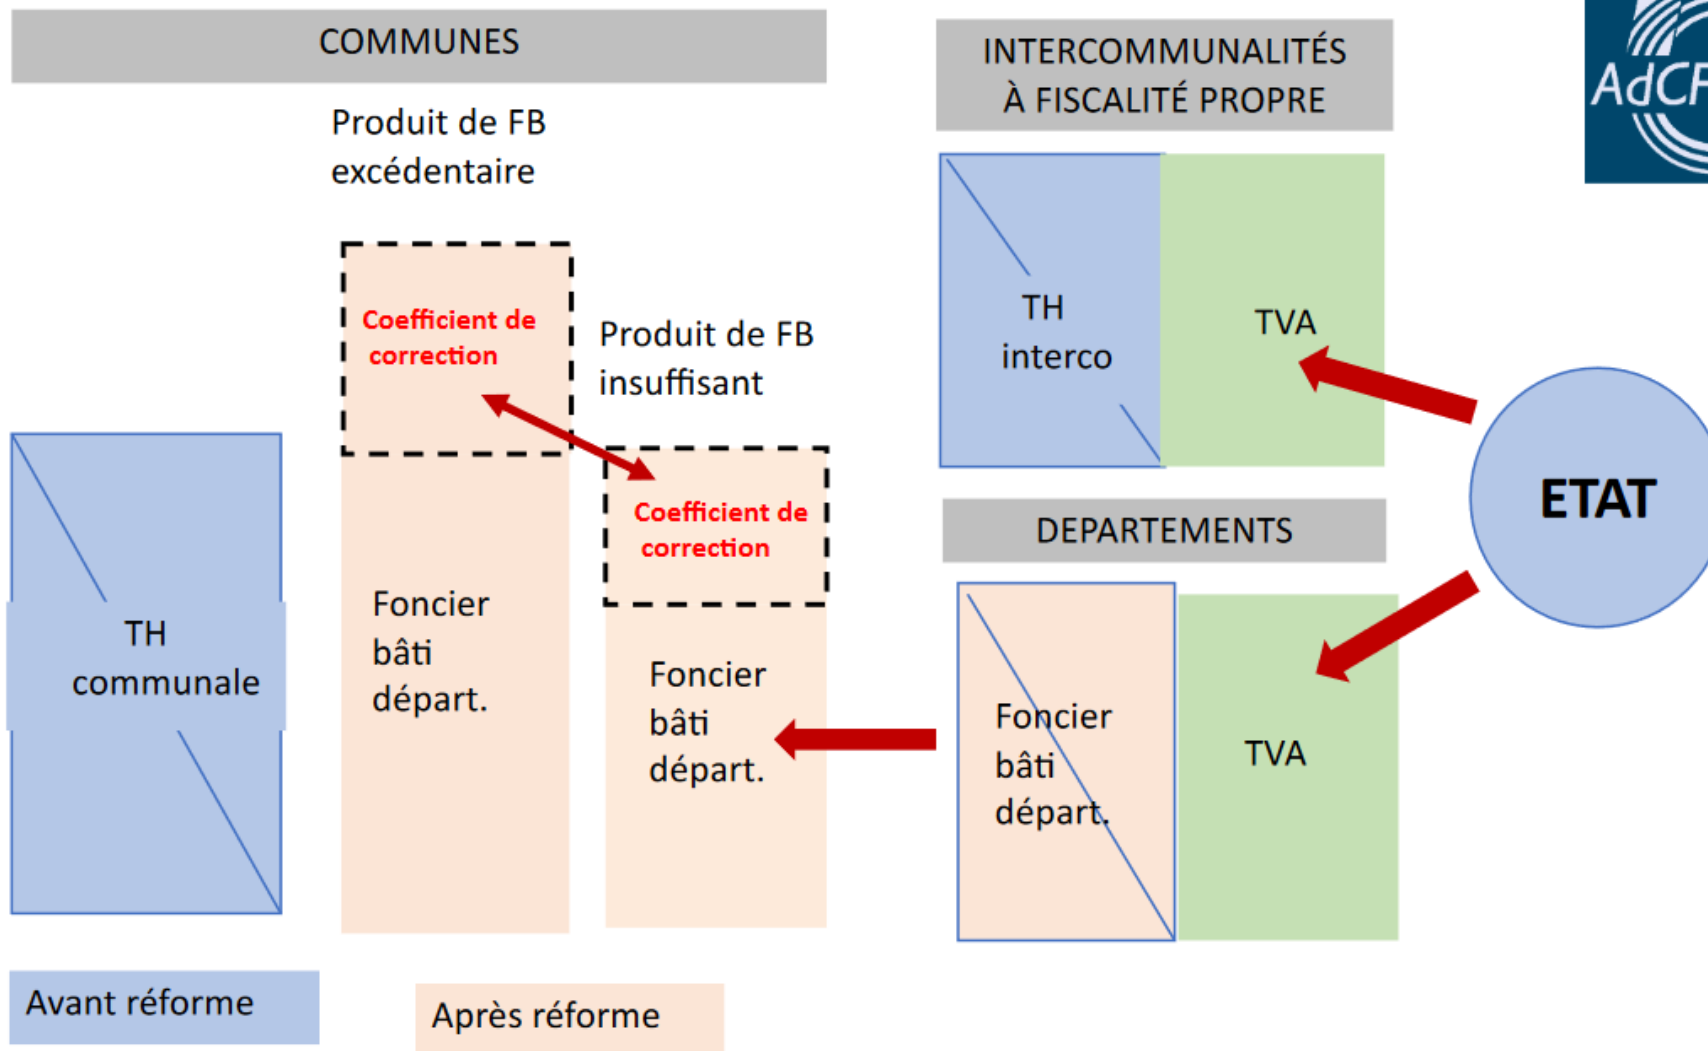 COMMUNES
Produit de FB
excédentaire
Coefficient de
correction
Produit de FB
insuffisant
Coefficient de
correction
TH
communale
Foncier
bâti
départ.
Foncier
bâti
départ.
INTERCOMMUNALITÉS
À FISCALITÉ PROPRE
TH
interco
TVA
DEPARTEMENTS
Foncier
bâti
départ.
TVA
ETAT
AdCF
Avant réforme
Après réforme